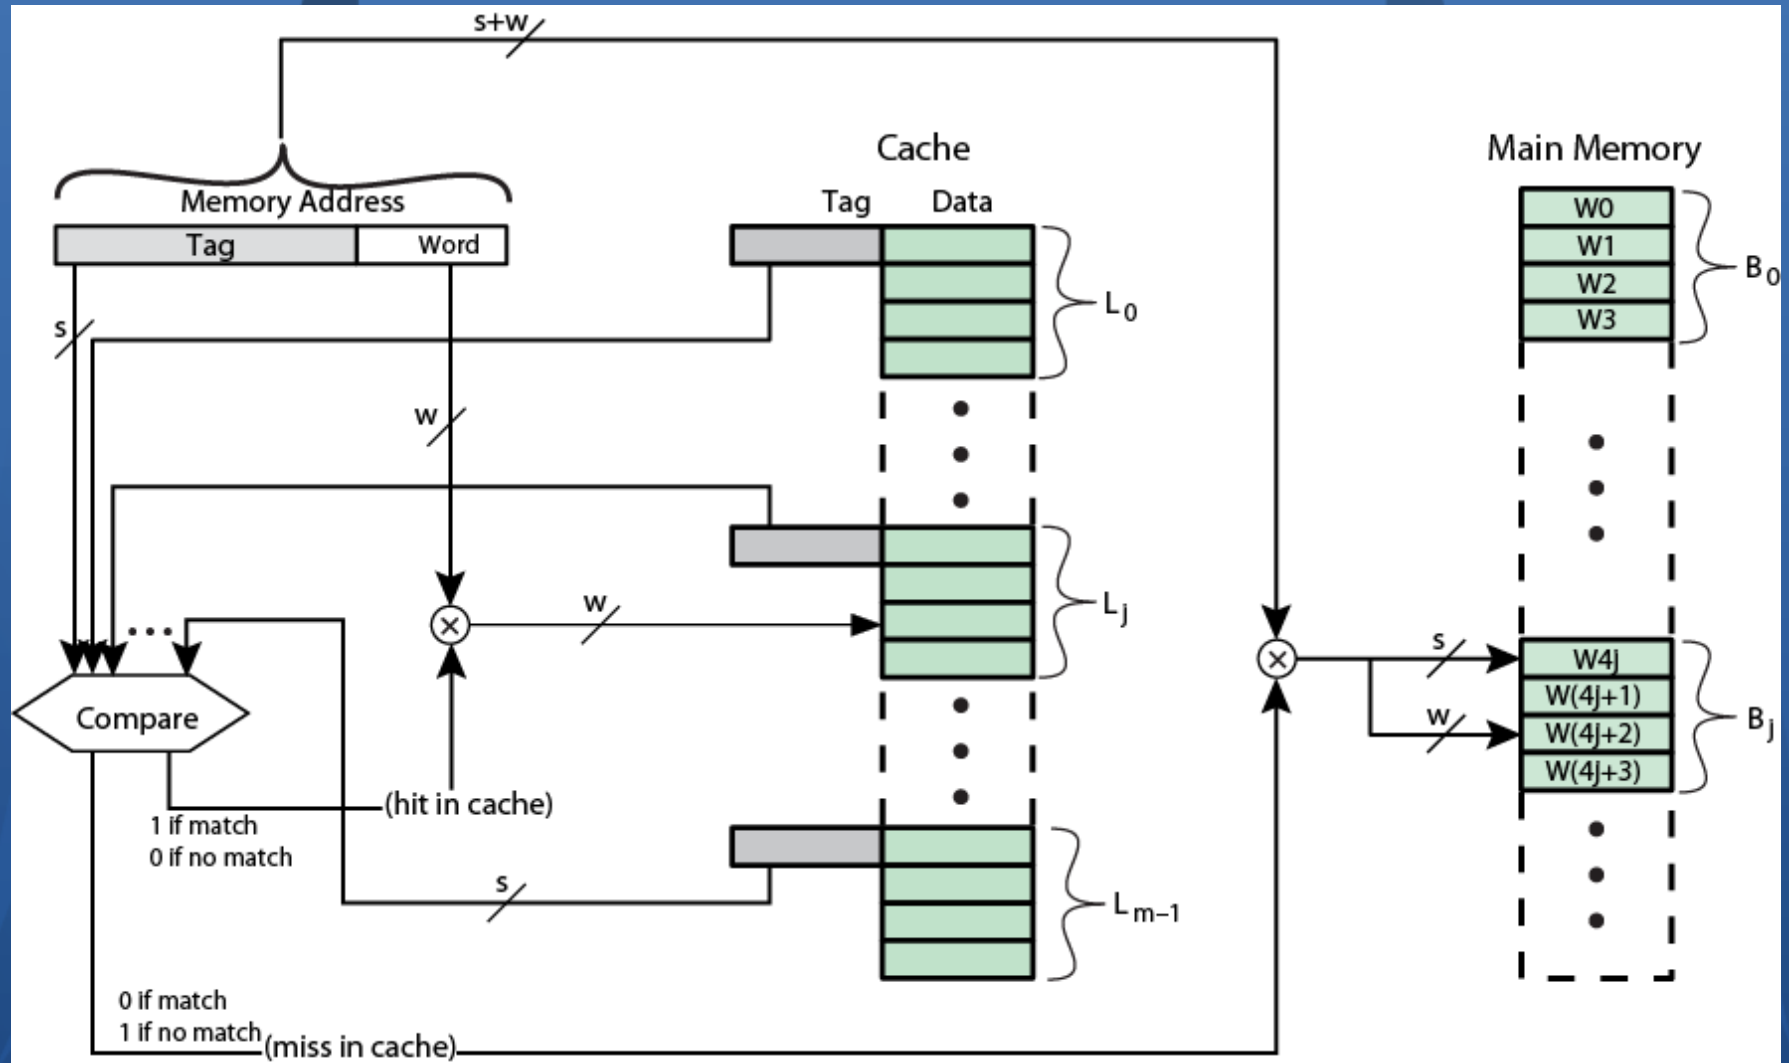 s+w
Cache
Main Memory
Memory Address
Tag Data
Tag Word
W0
W1
W2
W3
B0
L0
s
w
w
Lj
s
W4j
W(4j+1)
w
W(4j+2)
W(4j+3)
Bj
Compare
(hit in cache)
1 if match
0 if no match
s
Lm–1
0 if match
1 if no match
(miss in cache)